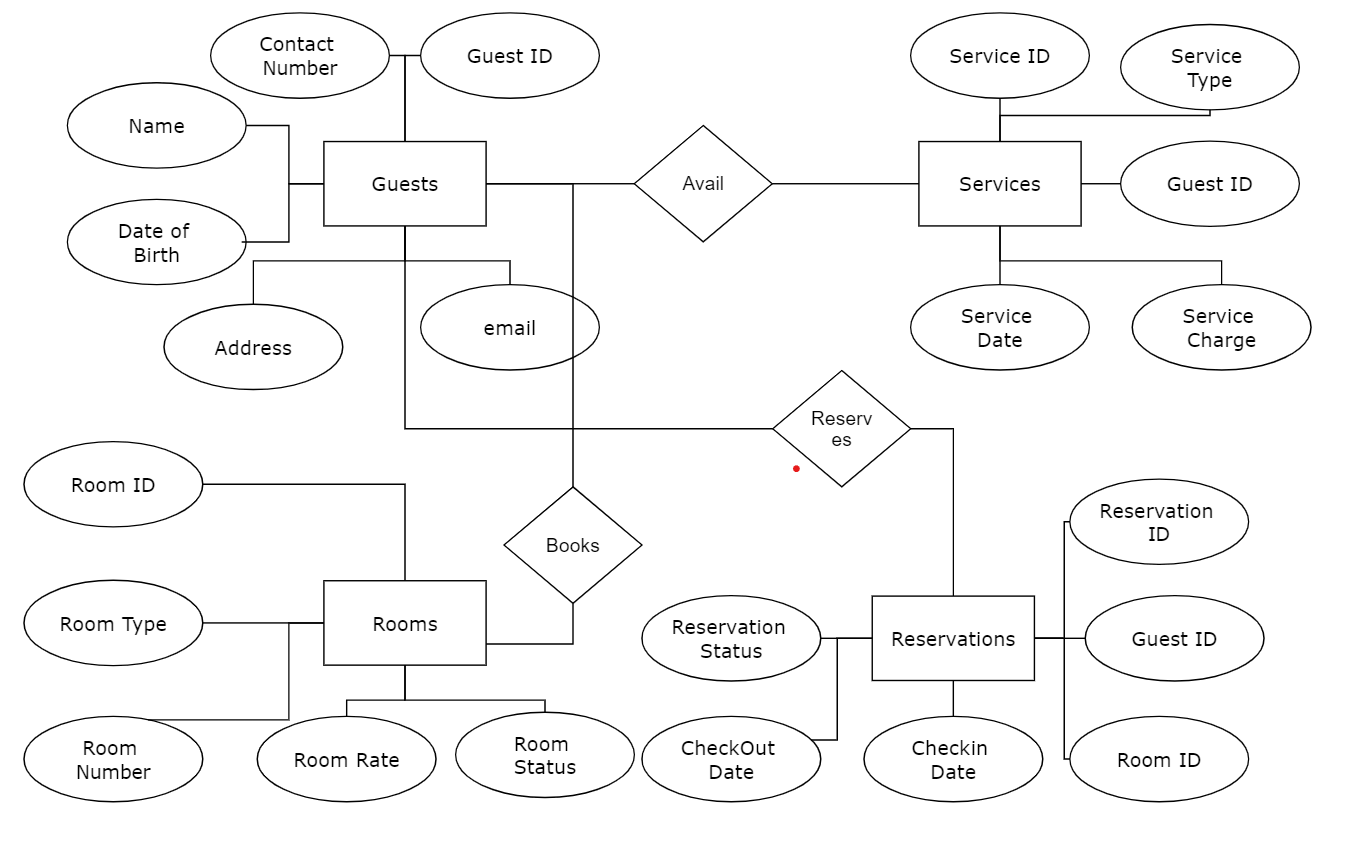 Contact
Number
Guest ID
Service ID
Service
Type
Name
Guests
Avail
Services
Guest ID
Date of
Birth
Address
email
Service
Date
Service
Charge
Reserv
es
Room ID
Books
Reservation
ID
Room Type
Rooms
Reservation
Status
Reservations
Guest ID
Room
Number
Room Rate
Room
Status
CheckOut
Date
Checkin
Date
Room ID